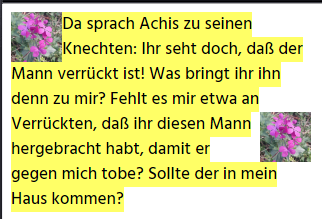 Da sprach Achis zu seinen
Knechten: Ihr seht doch, daß der
Mann verrückt ist! Was bringt ihr ihn
denn zu mir? Fehlt es mir etwa an
Verrückten, daß ihr diesen Mann
hergebracht habt, damit er
gegen mich tobe? Sollte der in mein
Haus kommen?